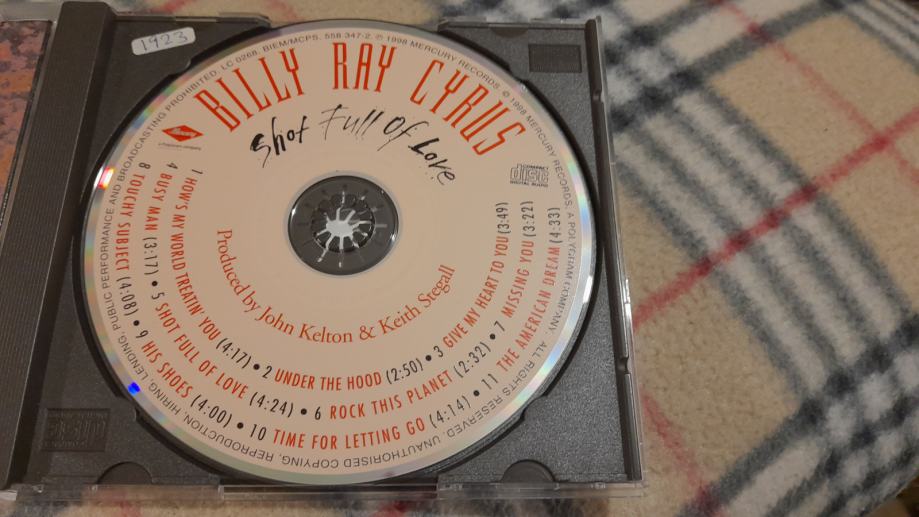 1923
PUBLIC PERFORMANCE AND BROADCASTING PROHIBITED. LC 0268. BIEM/MCPS. 558 347-2. ℗ 1998 MERCURY RECORDS. © 1998 MERCURY RECORDS, A POLYGRAM COMPANY. ALL RIGHTS RESERVED. UNAUTHORISED COPYING, REPRODUCTION, HIRING, LENDING,
BILLY RAY CYRUS
Shot Full Of Love
Mercury
COMPACT
disc
DIGITAL AUDIO
Produced by John Kelton & Keith Stegall
1 HOW'S MY WORLD TREATIN' YOU (4:17) • 2 UNDER THE HOOD (2:50) • 3 GIVE MY HEART TO YOU (3:49)
4 BUSY MAN (3:17) • 5 SHOT FULL OF LOVE (4:24) • 6 ROCK THIS PLANET (2:32) • 7 MISSING YOU (3:22)
8 TOUCHY SUBJECT (4:08) • 9 HIS SHOES (4:00) • 10 TIME FOR LETTING GO (4:14) • 11 THE AMERICAN DREAM (4:33)